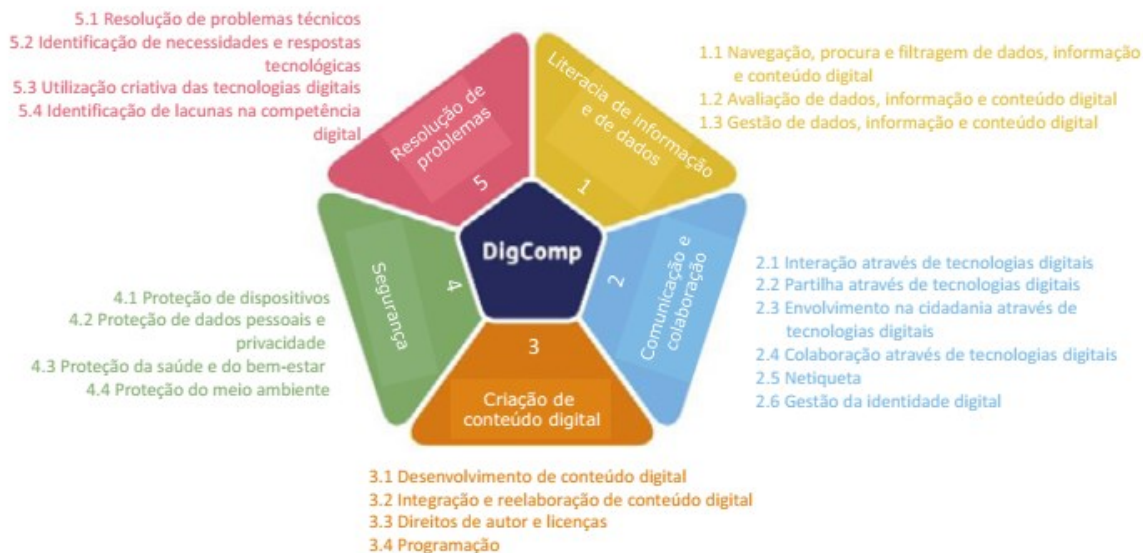 5.1 Resolução de problemas técnicos
5.2 Identificação de necessidades e respostas
tecnológicas
5.3 Utilização criativa das tecnologias digitais
5.4 Identificação de lacunas na competência
digital
Resolução de
problemas
5
Literacia de informação
e de dados
1
1.1 Navegação, procura e filtragem de dados, informação
e conteúdo digital
1.2 Avaliação de dados, informação e conteúdo digital
1.3 Gestão de dados, informação e conteúdo digital
DigComp
Comunicação e
colaboração
2
2.1 Interação através de tecnologias digitais
2.2 Partilha através de tecnologias digitais
2.3 Envolvimento na cidadania através de
tecnologias digitais
2.4 Colaboração através de tecnologias digitais
2.5 Netiqueta
2.6 Gestão da identidade digital
Segurança
4
4.1 Proteção de dispositivos
4.2 Proteção de dados pessoais e
privacidade
4.3 Proteção da saúde e do bem-estar
4.4 Proteção do meio ambiente
3
Criação de
conteúdo digital
3.1 Desenvolvimento de conteúdo digital
3.2 Integração e reelaboração de conteúdo digital
3.3 Direitos de autor e licenças
3.4 Programação